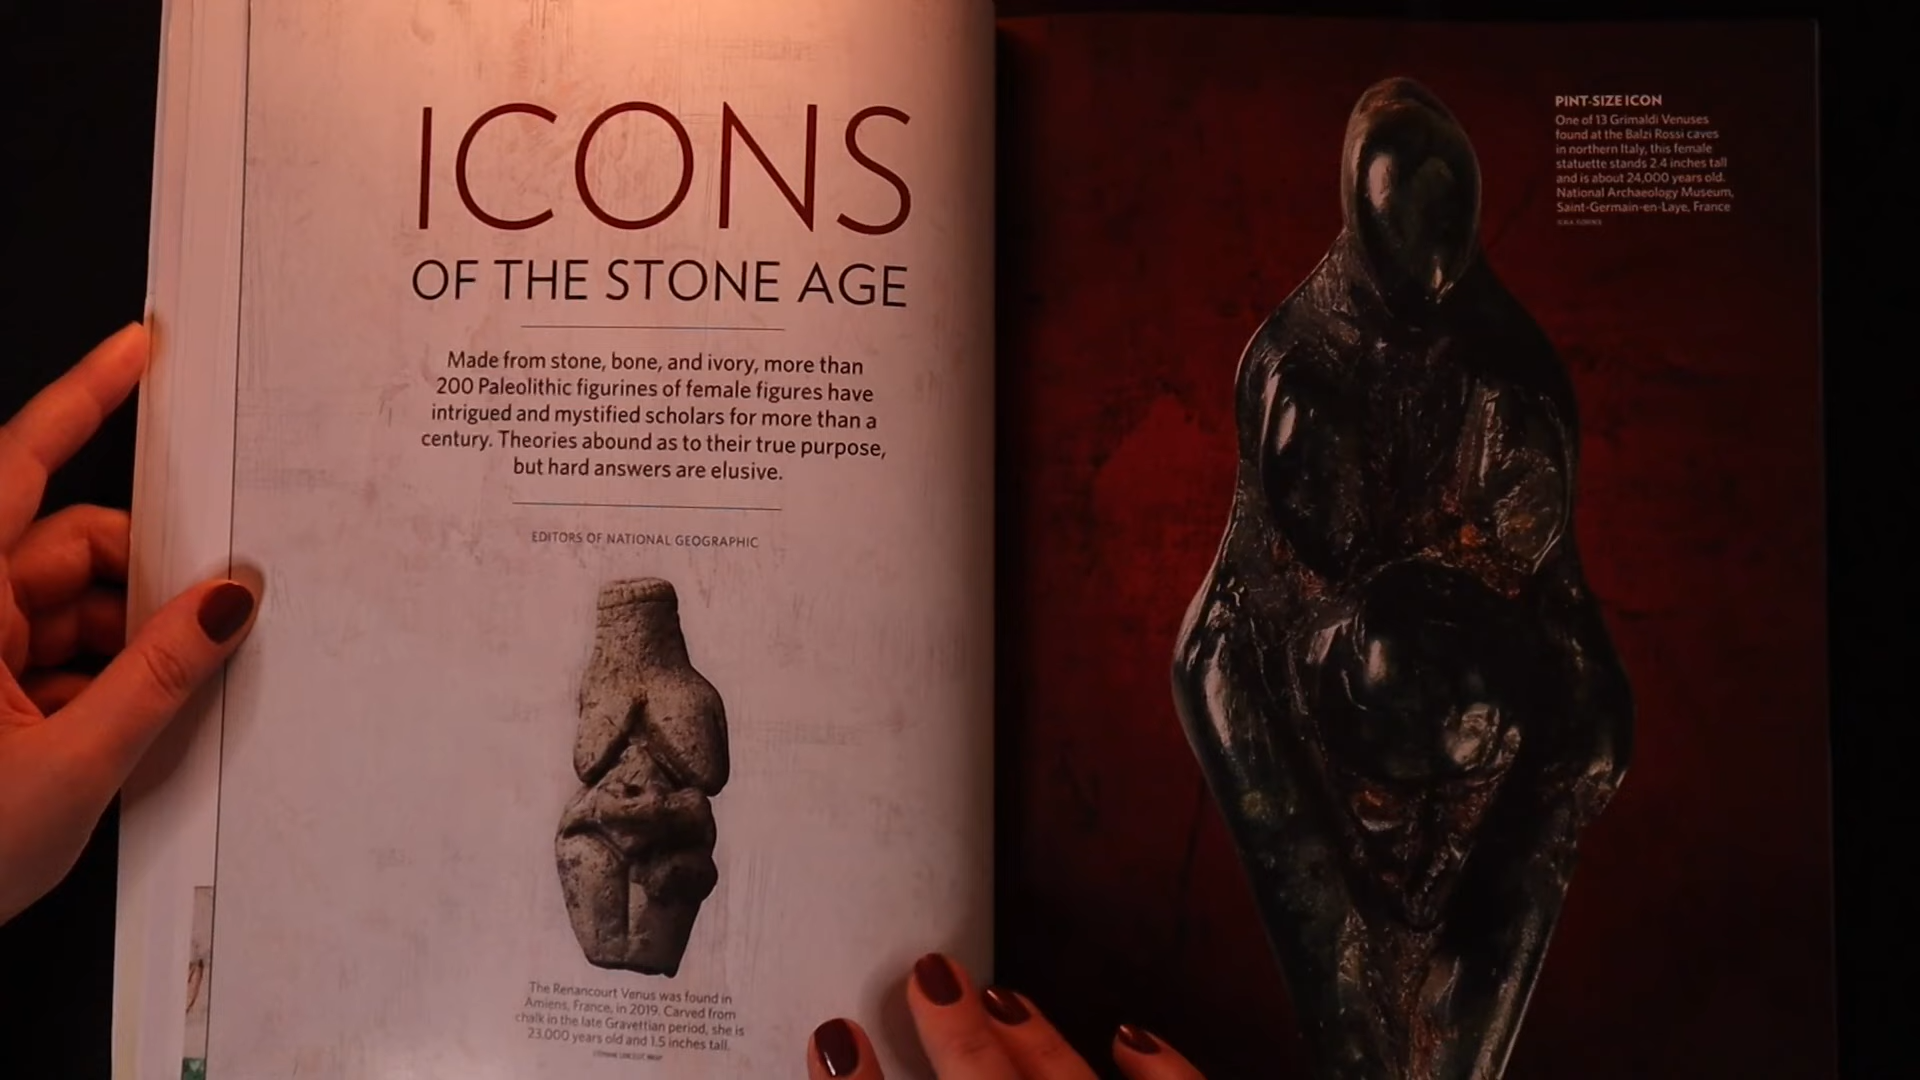 ICONS
OF THE STONE AGE
Made from stone, bone, and ivory, more than
200 Paleolithic figurines of female figures have
intrigued and mystified scholars for more than a
century. Theories abound as to their true purpose,
but hard answers are elusive.
EDITORS OF NATIONAL GEOGRAPHIC
The Renancourt Venus was found in
Amiens, France, in 2019. Carved from
chalk in the late Gravettian period, she is
23,000 years old and 1.5 inches tall.
PINT-SIZE ICON
One of 13 Grimaldi Venuses
found at the Balzi Rossi caves
in northern Italy, this female
statuette stands 2.4 inches tall
and is about 24,000 years old.
National Archaeology Museum,
Saint-Germain-en-Laye, France